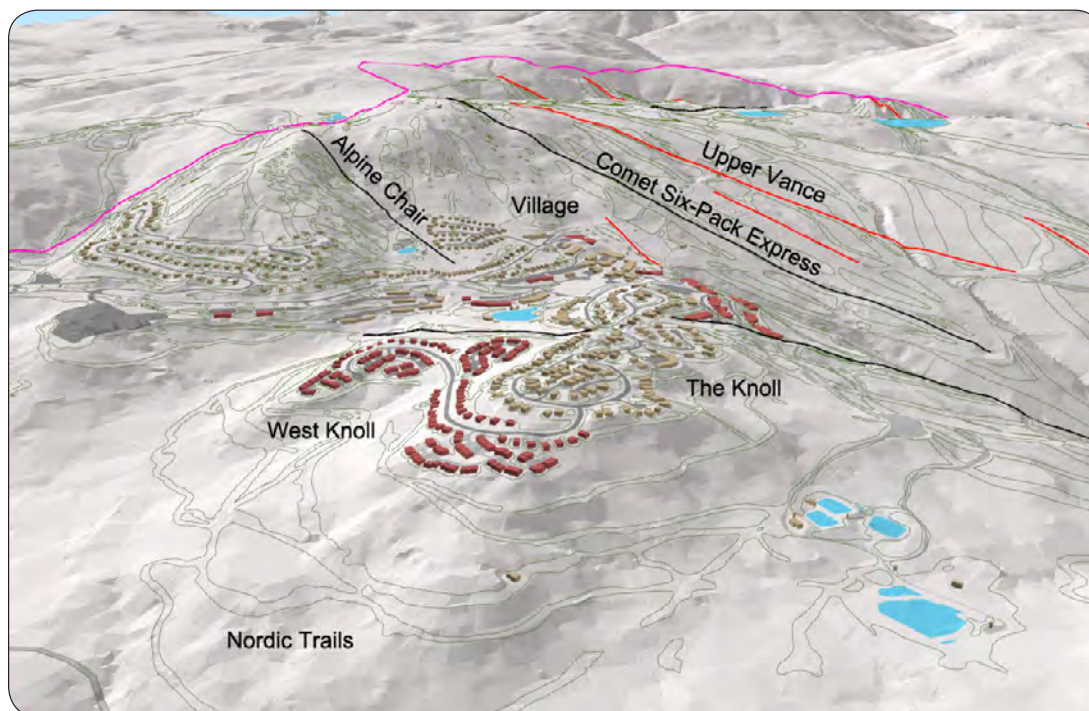 Alpine Chair
Village
Upper Vance
Comet Six-Pack Express
The Knoll
West Knoll
Nordic Trails